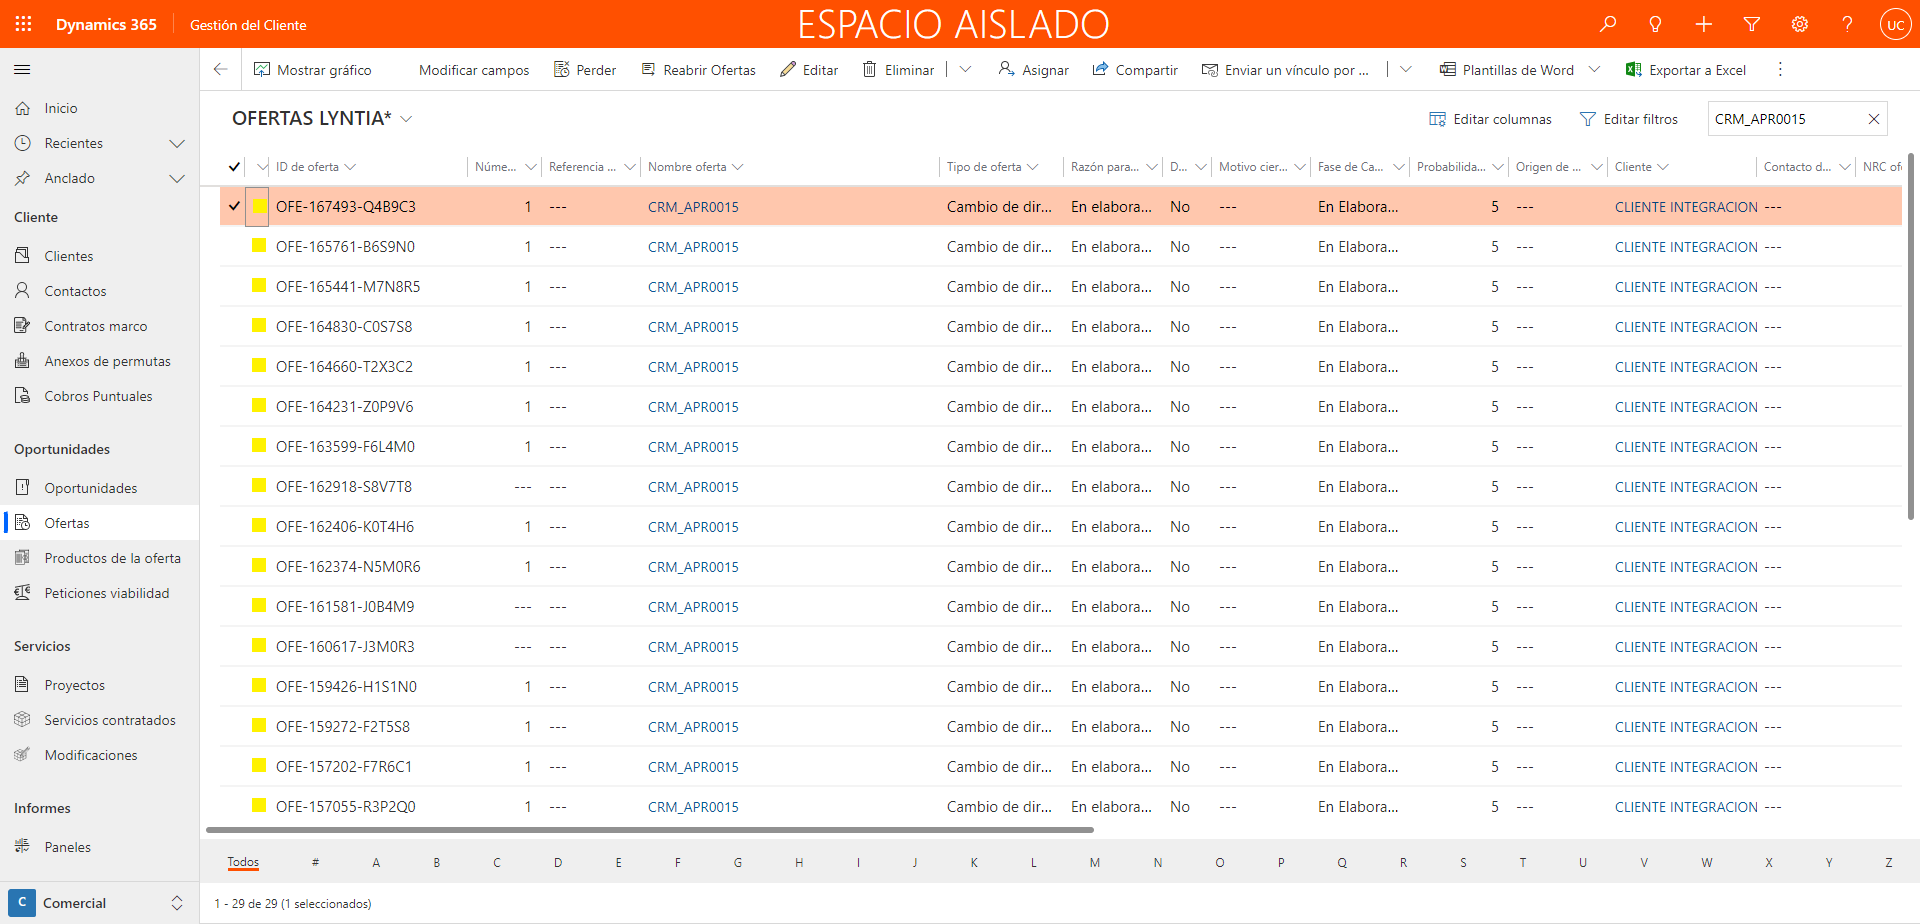 Dynamics 365 Gestión del Cliente ESPACIO AISLADO UC
Mostrar gráfico Modificar campos Perder Reabrir Ofertas Editar Eliminar Asignar Compartir Enviar un vínculo por ... Plantillas de Word Exportar a Excel
Inicio
Recientes
Anclado
Cliente
Clientes
Contactos
Contratos marco
Anexos de permutas
Cobros Puntuales
Oportunidades
Oportunidades
Ofertas
Productos de la oferta
Peticiones viabilidad
Servicios
Proyectos
Servicios contratados
Modificaciones
Informes
Paneles
C Comercial
OFERTAS LYNTIA*
Editar columnas Editar filtros CRM_APR0015
ID de oferta Núme... Referencia ... Nombre oferta Tipo de oferta Razón para... D... Motivo cier... Fase de Ca... Probabilida... Origen de ... Cliente Contacto d... NRC of
OFE-167493-Q4B9C3 1 --- CRM_APR0015 Cambio de dir... En elabora... No --- En Elabora... 5 --- CLIENTE INTEGRACION ---
OFE-165761-B6S9N0 1 --- CRM_APR0015 Cambio de dir... En elabora... No --- En Elabora... 5 --- CLIENTE INTEGRACION ---
OFE-165441-M7N8R5 1 --- CRM_APR0015 Cambio de dir... En elabora... No --- En Elabora... 5 --- CLIENTE INTEGRACION ---
OFE-164830-C0S7S8 1 --- CRM_APR0015 Cambio de dir... En elabora... No --- En Elabora... 5 --- CLIENTE INTEGRACION ---
OFE-164660-T2X3C2 1 --- CRM_APR0015 Cambio de dir... En elabora... No --- En Elabora... 5 --- CLIENTE INTEGRACION ---
OFE-164231-Z0P9V6 1 --- CRM_APR0015 Cambio de dir... En elabora... No --- En Elabora... 5 --- CLIENTE INTEGRACION ---
OFE-163599-F6L4M0 1 --- CRM_APR0015 Cambio de dir... En elabora... No --- En Elabora... 5 --- CLIENTE INTEGRACION ---
OFE-162918-S8V7T8 --- --- CRM_APR0015 Cambio de dir... En elabora... No --- En Elabora... 5 --- CLIENTE INTEGRACION ---
OFE-162406-K0T4H6 1 --- CRM_APR0015 Cambio de dir... En elabora... No --- En Elabora... 5 --- CLIENTE INTEGRACION ---
OFE-162374-N5M0R6 1 --- CRM_APR0015 Cambio de dir... En elabora... No --- En Elabora... 5 --- CLIENTE INTEGRACION ---
OFE-161581-J0B4M9 --- --- CRM_APR0015 Cambio de dir... En elabora... No --- En Elabora... 5 --- CLIENTE INTEGRACION ---
OFE-160617-J3M0R3 --- --- CRM_APR0015 Cambio de dir... En elabora... No --- En Elabora... 5 --- CLIENTE INTEGRACION ---
OFE-159426-H1S1N0 1 --- CRM_APR0015 Cambio de dir... En elabora... No --- En Elabora... 5 --- CLIENTE INTEGRACION ---
OFE-159272-F2T5S8 1 --- CRM_APR0015 Cambio de dir... En elabora... No --- En Elabora... 5 --- CLIENTE INTEGRACION ---
OFE-157202-F7R6C1 1 --- CRM_APR0015 Cambio de dir... En elabora... No --- En Elabora... 5 --- CLIENTE INTEGRACION ---
OFE-157055-R3P2Q0 1 --- CRM_APR0015 Cambio de dir... En elabora... No --- En Elabora... 5 --- CLIENTE INTEGRACION ---
Todos # A B C D E F G H I J K L M N O P Q R S T U V W X Y Z
1 - 29 de 29 (1 seleccionados)